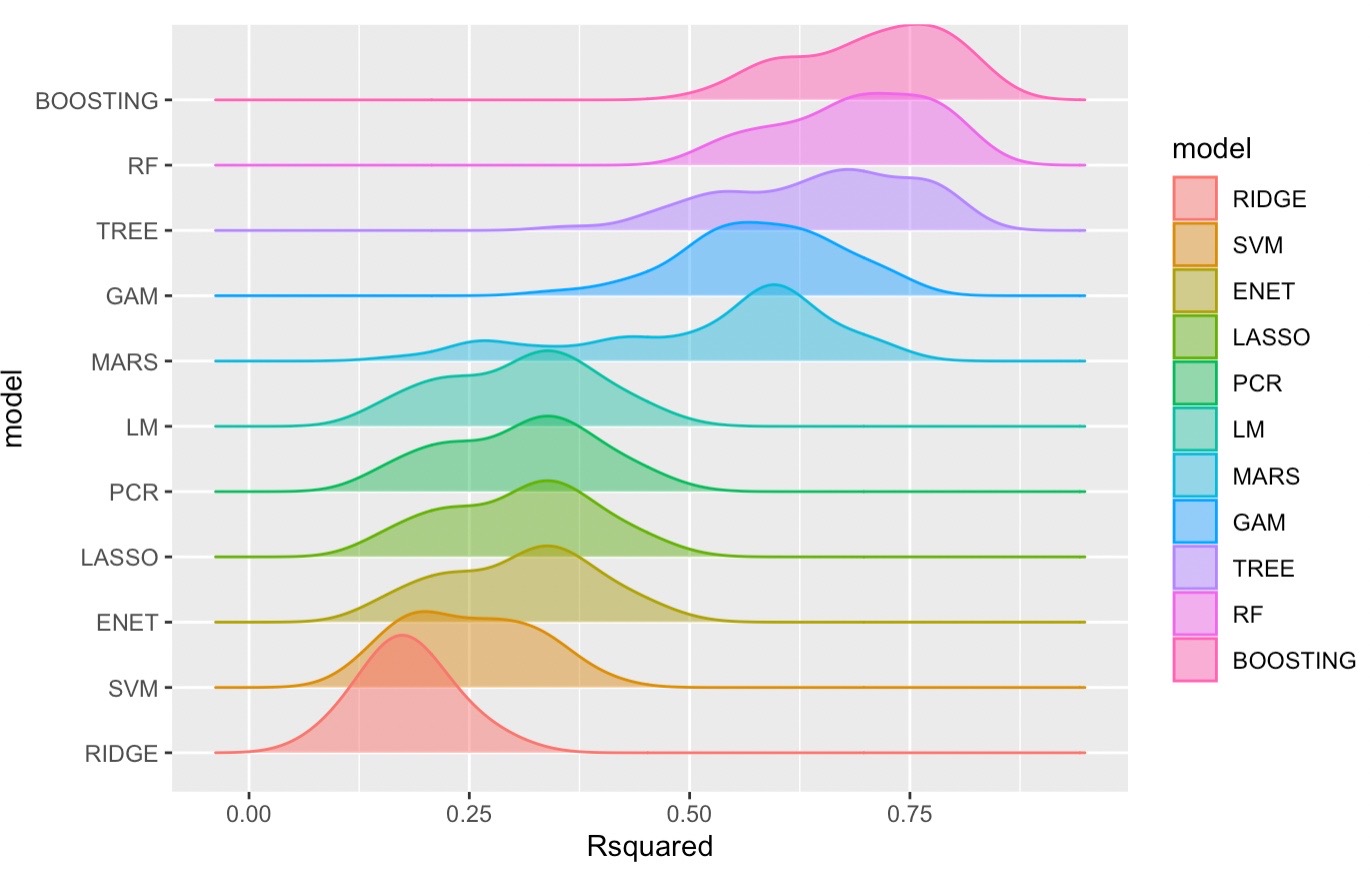 BOOSTING
RF
TREE
GAM
MARS
LM
PCR
LASSO
ENET
SVM
RIDGE
model
0.00 0.25 0.50 0.75
Rsquared
model
RIDGE
SVM
ENET
LASSO
PCR
LM
MARS
GAM
TREE
RF
BOOSTING